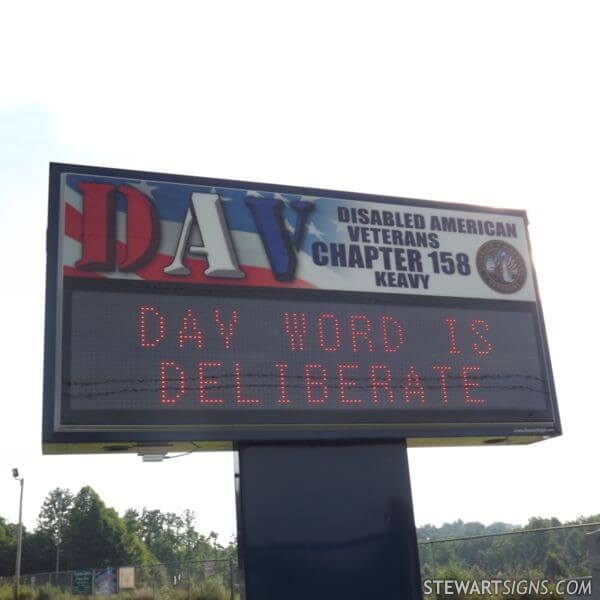 DAV
DISABLED AMERICAN
VETERANS
CHAPTER 158
KEAVY
DAY WORD IS
DELIBERATE
STEWARTSIGNS.COM